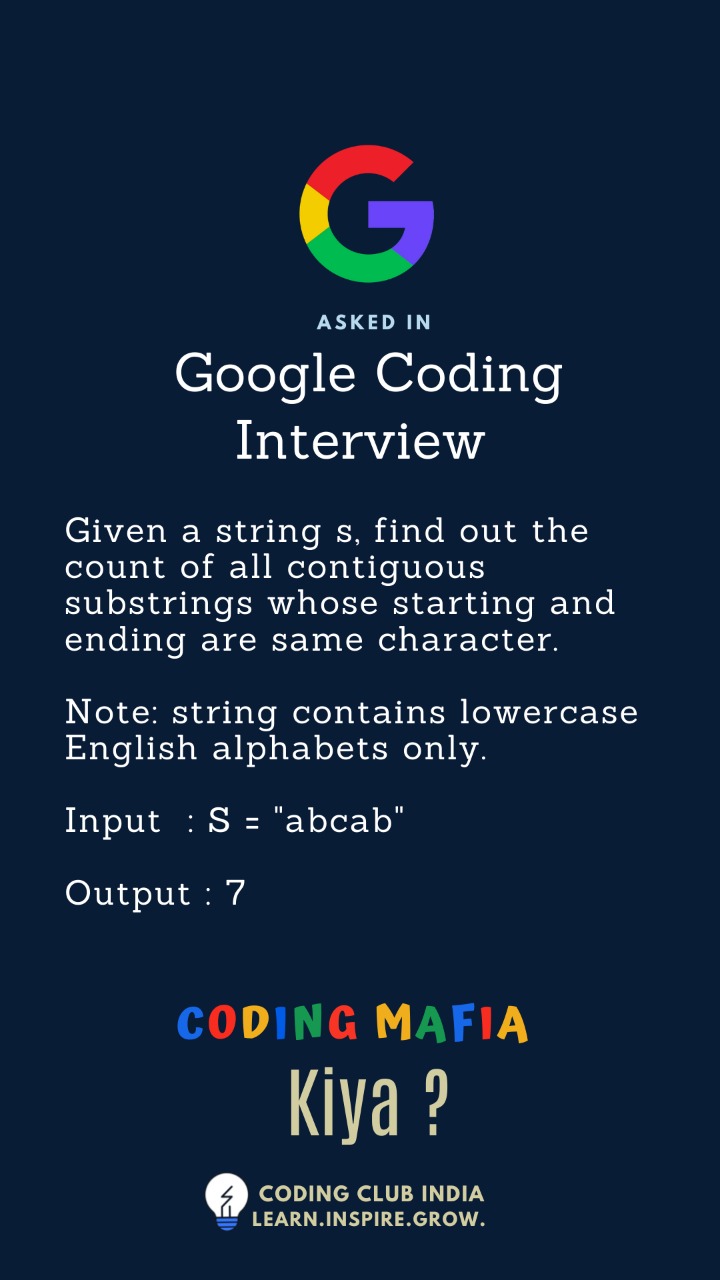 ASKED IN
Google Coding
Interview
Given a string s, find out the
count of all contiguous
substrings whose starting and
ending are same character.
Note: string contains lowercase
English alphabets only.
Input : S = "abcab"
Output : 7
CODING MAFIA
Kiya ?
CODING CLUB INDIA
LEARN.INSPIRE.GROW.